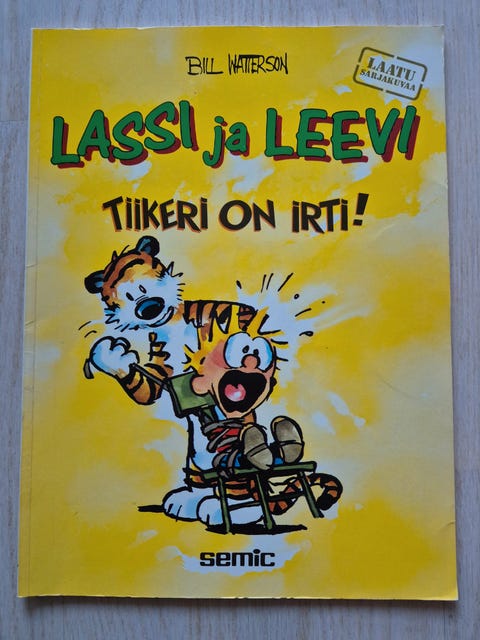 BILL WATTERSON
LAATU
SARJAKUVAA
LASSI ja LEEVI
TiiKERi ON iRTi!
semic